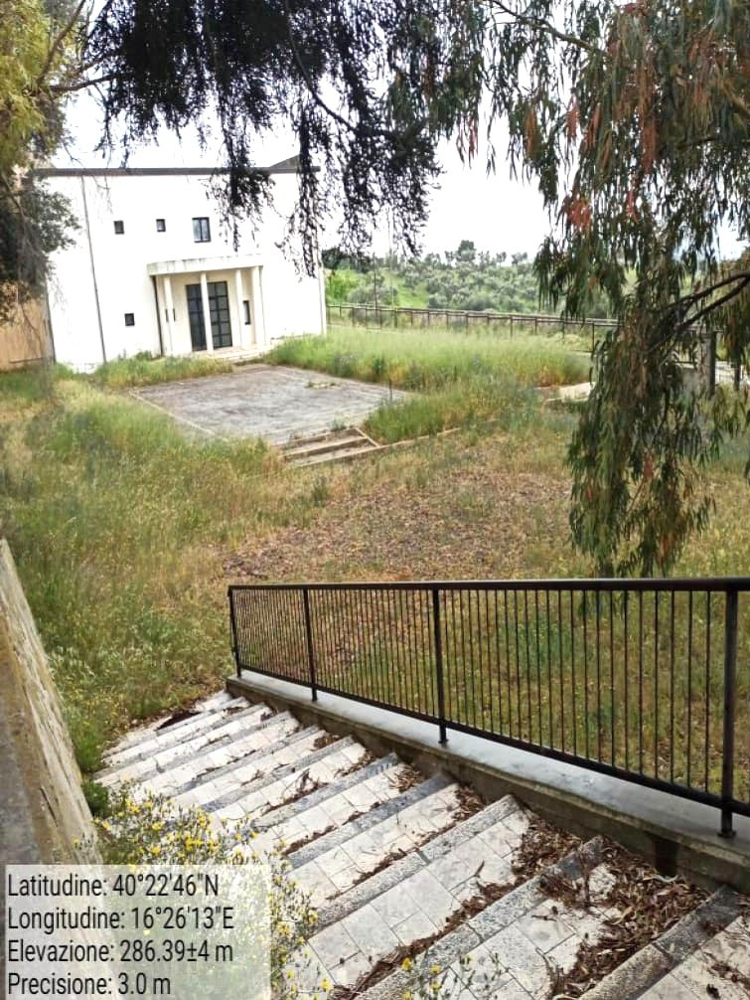 Latitudine: 40°22'46"N
Longitudine: 16°26'13"E
Elevazione: 286.39±4 m
Precisione: 3.0 m